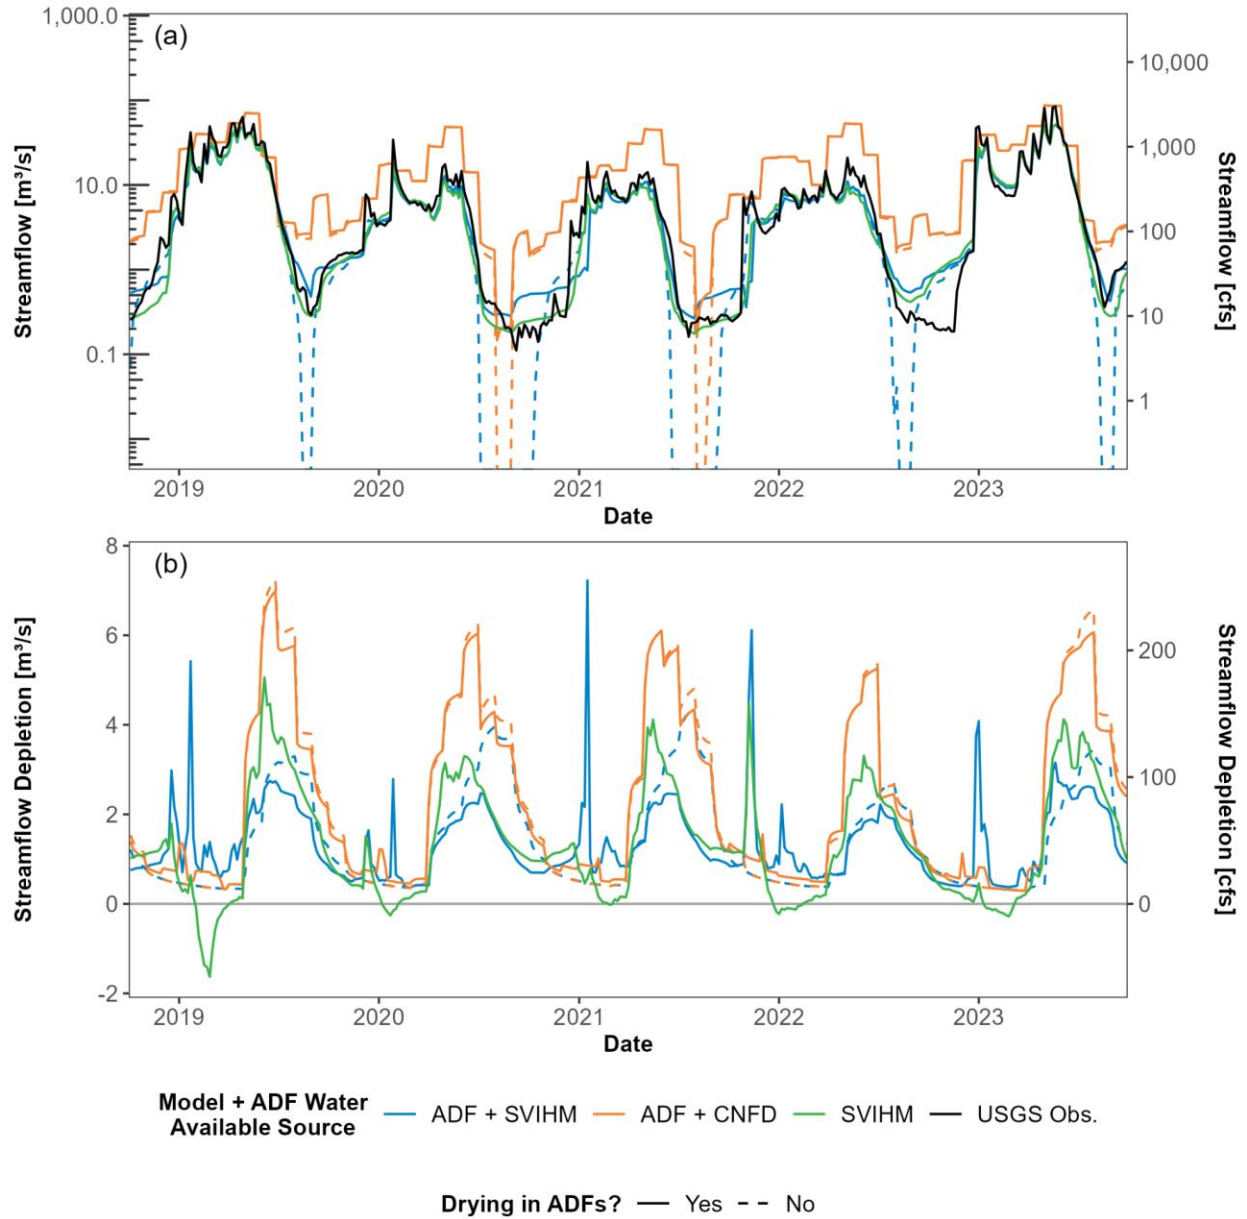 (a)
1,000.0
10.0
0.1
Streamflow [m³/s]
10,000
1,000
100
10
1
Streamflow [cfs]
2019 2020 2021 2022 2023
Date
(b)
8
6
4
2
0
-2
Streamflow Depletion [m³/s]
200
100
0
Streamflow Depletion [cfs]
2019 2020 2021 2022 2023
Date
Model + ADF Water
Available Source
ADF + SVIHM ADF + CNFD SVIHM USGS Obs.
Drying in ADFs? Yes No